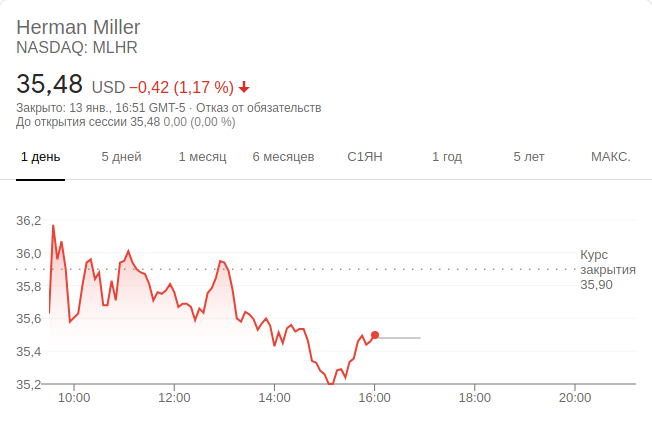 Herman Miller
NASDAQ: MLHR
35,48 USD −0,42 (1,17 %)
Закрыто: 13 янв., 16:51 GMT-5 · Отказ от обязательств
До открытия сессии 35,48 0,00 (0,00 %)
1 день 5 дней 1 месяц 6 месяцев С1ЯН 1 год 5 лет МАКС.
36,2
36,0
35,8
35,6
35,4
35,2
Курс
закрытия
35,90
10:00 12:00 14:00 16:00 18:00 20:00